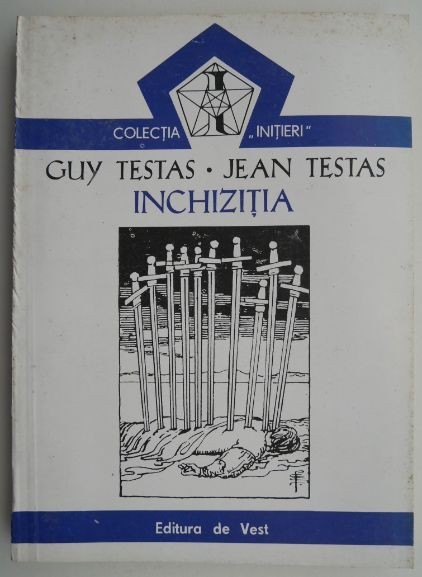 COLECȚIA „INIȚIERI"
GUY TESTAS · JEAN TESTAS
INCHIZIȚIA
Editura de Vest